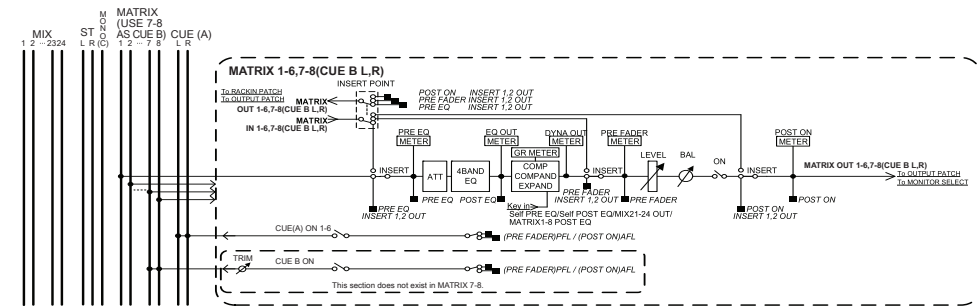 MIX
1 2 ··· 2324
ST
L R
MONO
(C)
MATRIX
(USE 7-8
AS CUE B)
1 2 ··· 7 8
CUE (A)
L R
MATRIX 1-6,7-8(CUE B L,R)
INSERT POINT
To RACKIN PATCH
To OUTPUT PATCH
MATRIX
OUT 1-6,7-8(CUE B L,R)
MATRIX
IN 1-6,7-8(CUE B L,R)
POST ON INSERT 1,2 OUT
PRE FADER INSERT 1,2 OUT
PRE EQ INSERT 1,2 OUT
PRE EQ
METER
EQ OUT
METER
DYNA OUT
METER
PRE FADER
METER
POST ON
METER
GR METER
LEVEL
BAL
ON
INSERT
ATT
4BAND
EQ
COMP
COMPAND
EXPAND
INSERT
INSERT
MATRIX OUT 1-6,7-8(CUE B L,R)
To OUTPUT PATCH
To MONITOR SELECT
PRE EQ
POST EQ
PRE FADER
INSERT 1,2 OUT
PRE FADER
POST ON
PRE EQ
INSERT 1,2 OUT
Key in
Self PRE EQ/Self POST EQ/MIX21-24 OUT/
MATRIX1-8 POST EQ
POST ON
INSERT 1,2 OUT
CUE(A) ON 1-6
(PRE FADER)PFL / (POST ON)AFL
TRIM
CUE B ON
(PRE FADER)PFL / (POST ON)AFL
This section does not exist in MATRIX 7-8.